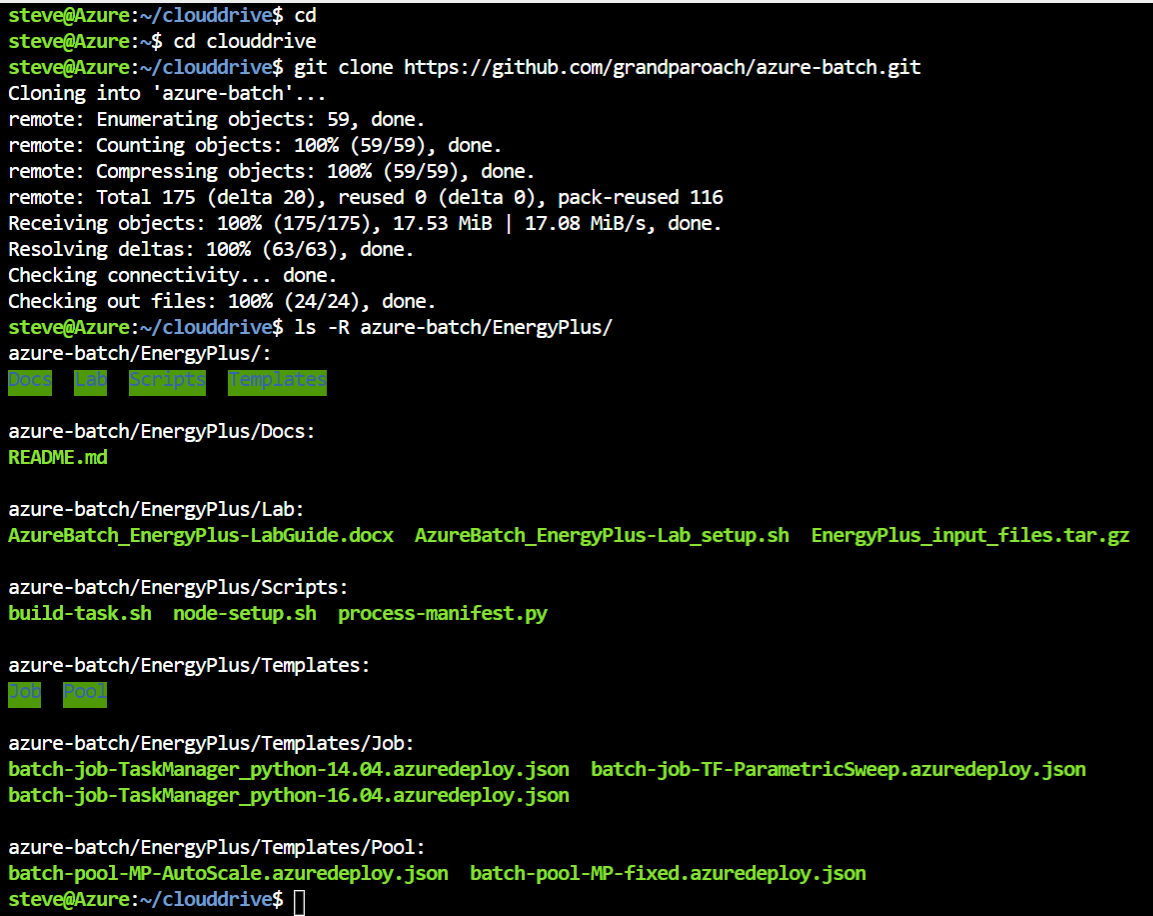 steve@Azure:~/clouddrive$ cd
steve@Azure:~$ cd clouddrive
steve@Azure:~/clouddrive$ git clone https://github.com/grandparoach/azure-batch.git
Cloning into 'azure-batch'...
remote: Enumerating objects: 59, done.
remote: Counting objects: 100% (59/59), done.
remote: Compressing objects: 100% (59/59), done.
remote: Total 175 (delta 20), reused 0 (delta 0), pack-reused 116
Receiving objects: 100% (175/175), 17.53 MiB | 17.08 MiB/s, done.
Resolving deltas: 100% (63/63), done.
Checking connectivity... done.
Checking out files: 100% (24/24), done.
steve@Azure:~/clouddrive$ ls -R azure-batch/EnergyPlus/
azure-batch/EnergyPlus/:
Docs  Lab  Scripts  Templates
azure-batch/EnergyPlus/Docs:
README.md
azure-batch/EnergyPlus/Lab:
AzureBatch_EnergyPlus-LabGuide.docx  AzureBatch_EnergyPlus-Lab_setup.sh  EnergyPlus_input_files.tar.gz
azure-batch/EnergyPlus/Scripts:
build-task.sh  node-setup.sh  process-manifest.py
azure-batch/EnergyPlus/Templates:
Job  Pool
azure-batch/EnergyPlus/Templates/Job:
batch-job-TaskManager_python-14.04.azuredeploy.json  batch-job-TF-ParametricSweep.azuredeploy.json
batch-job-TaskManager_python-16.04.azuredeploy.json
azure-batch/EnergyPlus/Templates/Pool:
batch-pool-MP-AutoScale.azuredeploy.json  batch-pool-MP-fixed.azuredeploy.json
steve@Azure:~/clouddrive$